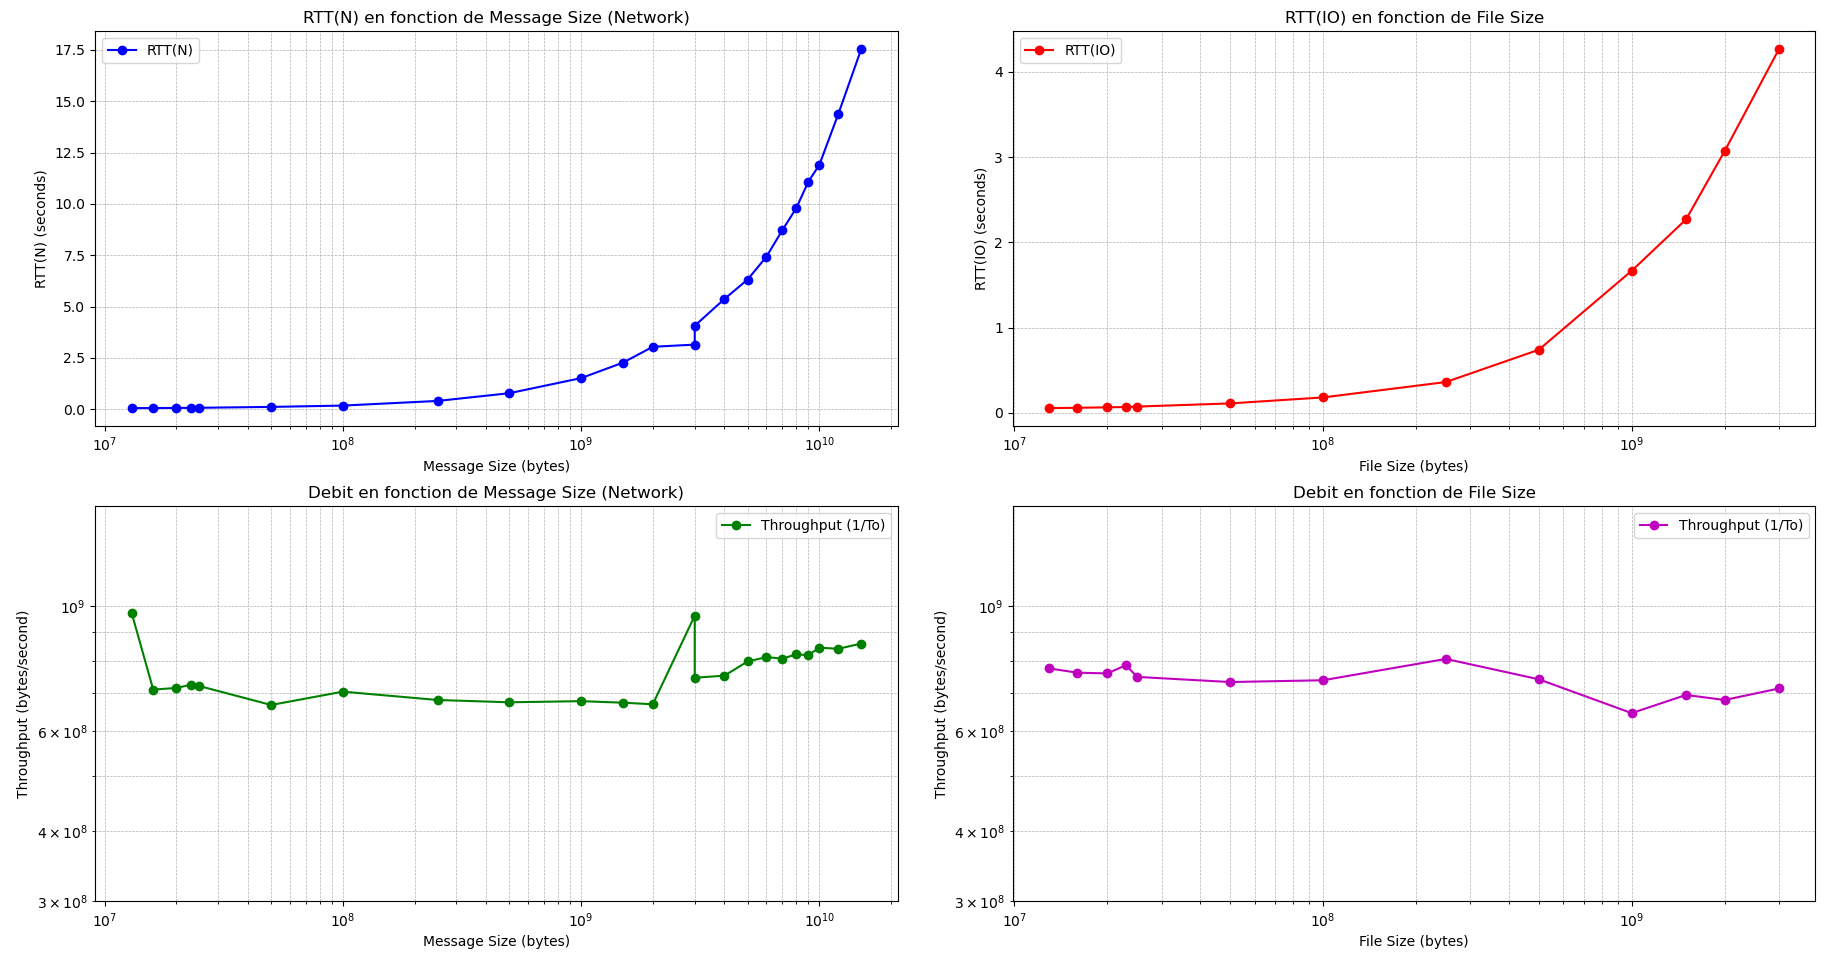 RTT(N) en fonction de Message Size (Network)
RTT(N)
RTT(N) (seconds)
17.5
15.0
12.5
10.0
7.5
5.0
2.5
0.0
10^7 10^8 10^9 10^10
Message Size (bytes)
RTT(IO) en fonction de File Size
RTT(IO)
RTT(IO) (seconds)
4
3
2
1
0
10^7 10^8 10^9
File Size (bytes)
Debit en fonction de Message Size (Network)
Throughput (1/To)
Throughput (bytes/second)
10^9
6 × 10^8
4 × 10^8
3 × 10^8
10^7 10^8 10^9 10^10
Message Size (bytes)
Debit en fonction de File Size
Throughput (1/To)
Throughput (bytes/second)
10^9
6 × 10^8
4 × 10^8
3 × 10^8
10^7 10^8 10^9
File Size (bytes)